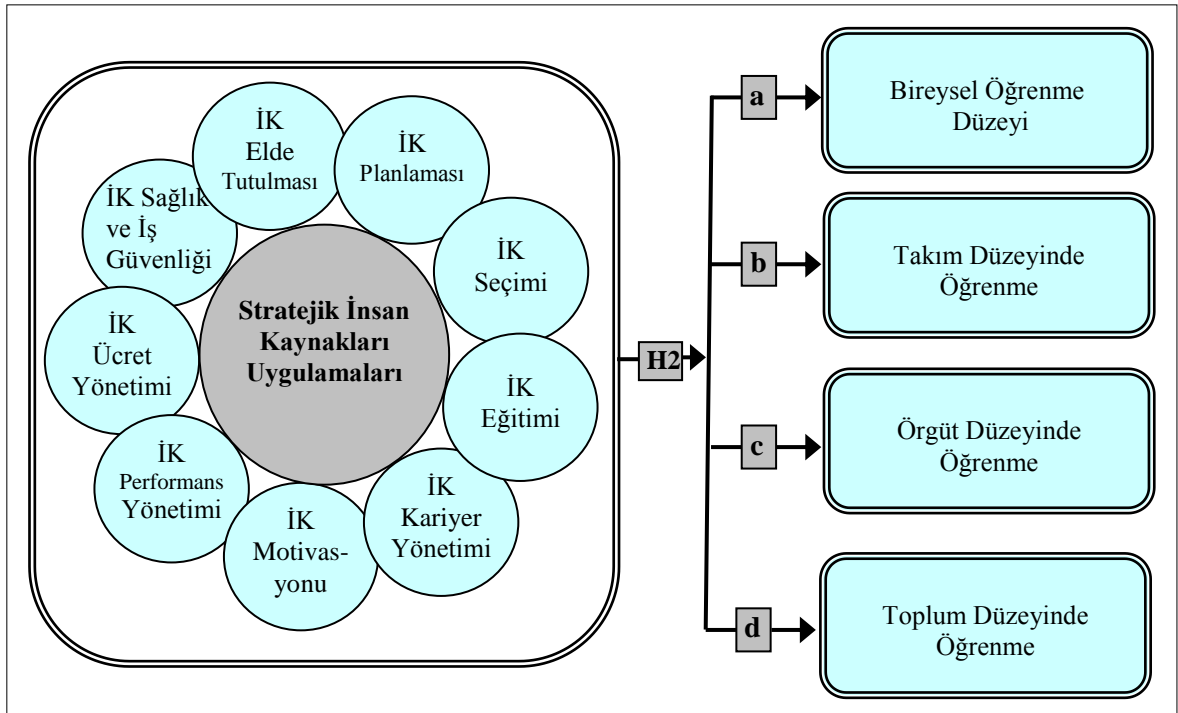 İK
Elde
Tutulması
İK
Planlaması
İK
Seçimi
İK
Eğitimi
İK
Kariyer
Yönetimi
İK
Motivas-
yonu
İK
Performans
Yönetimi
İK
Ücret
Yönetimi
İK Sağlık
ve İş
Güvenliği
Stratejik İnsan
Kaynakları
Uygulamaları
H2
a
Bireysel Öğrenme
Düzeyi
b
Takım Düzeyinde
Öğrenme
c
Örgüt Düzeyinde
Öğrenme
d
Toplum Düzeyinde
Öğrenme